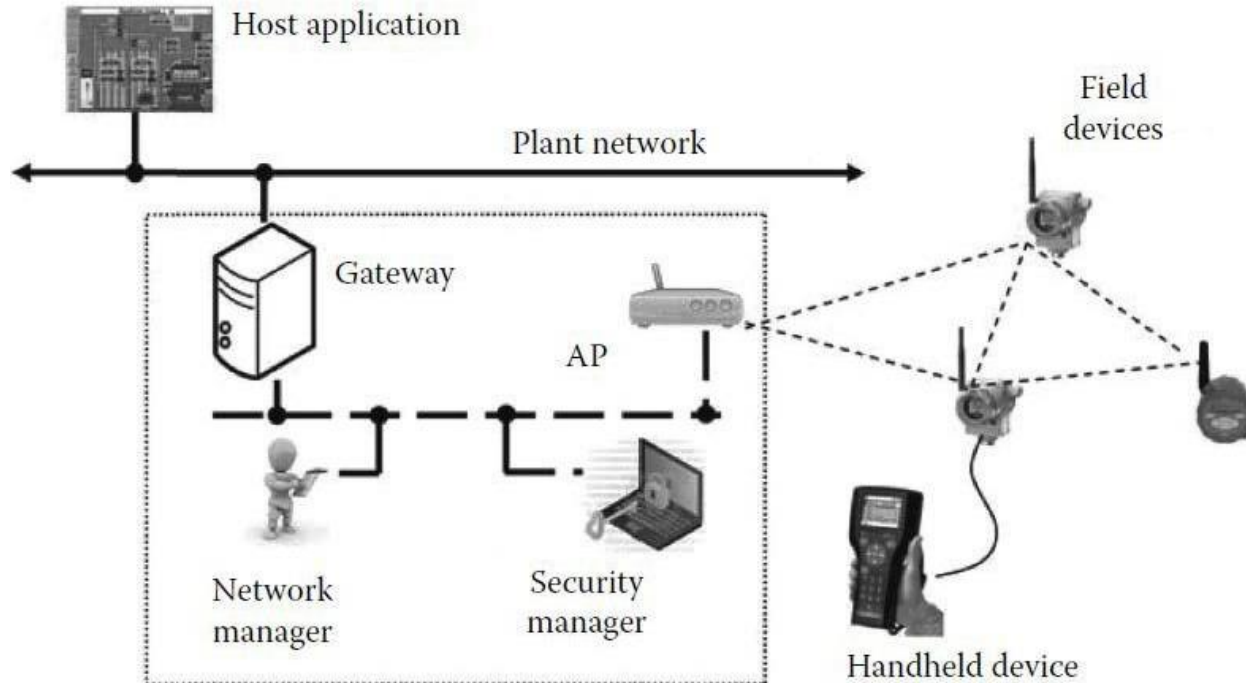 Host application
Field
devices
Plant network
Gateway
AP
Network
manager
Security
manager
Handheld device